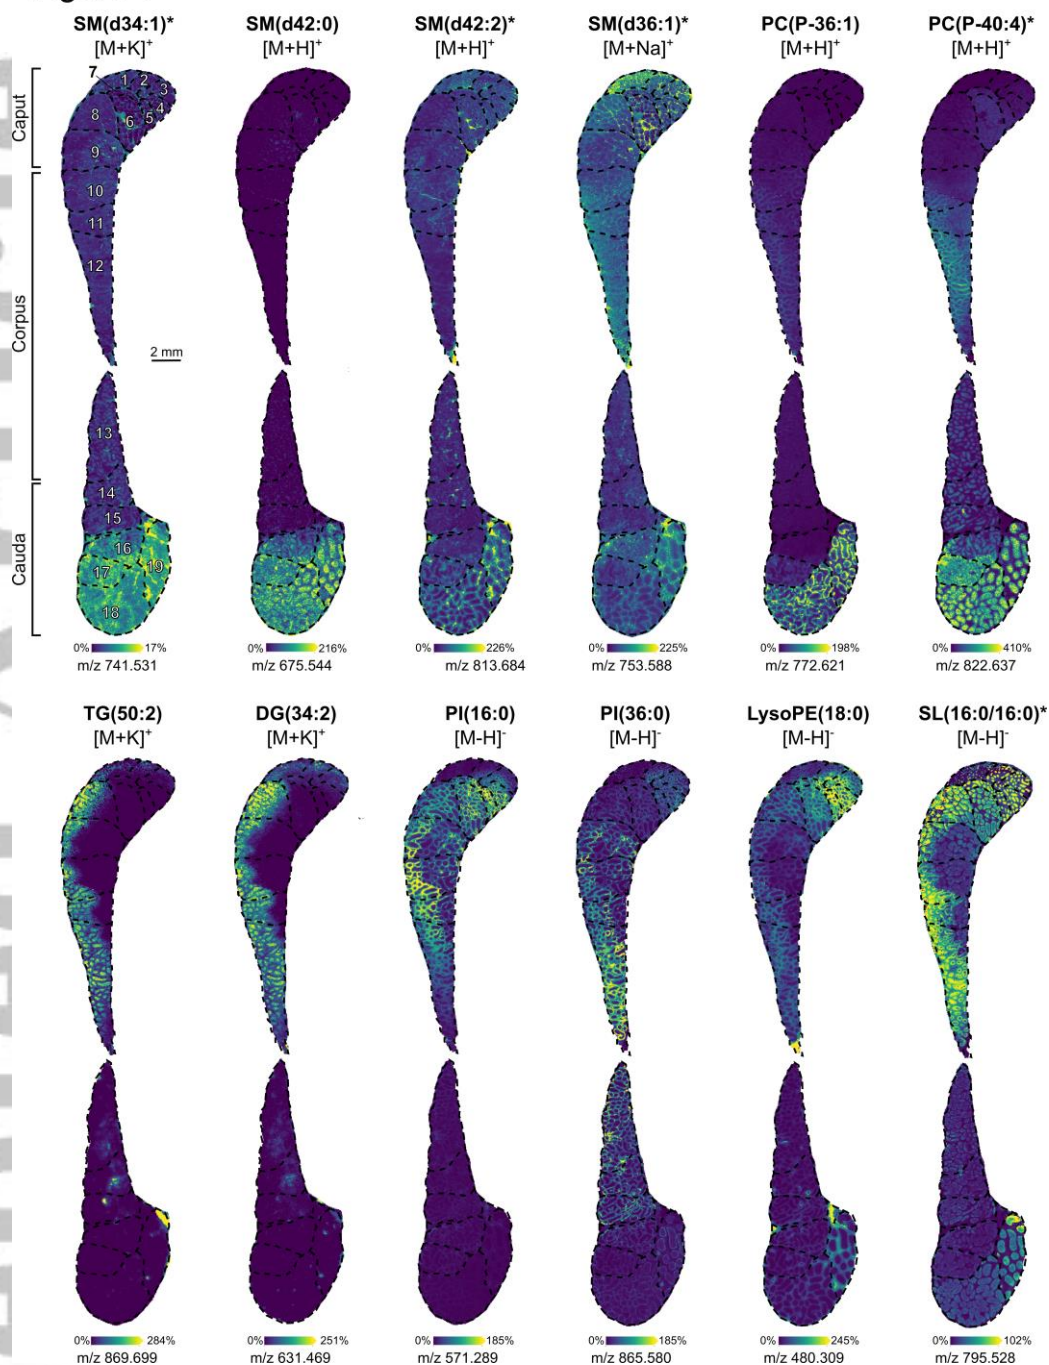 SM(d34:1)* SM(d42:0) SM(d42:2)* SM(d36:1)* PC(P-36:1) PC(P-40:4)*
[M+K]+ [M+H]+ [M+H]+ [M+Na]+ [M+H]+ [M+H]+
Caput
Corpus
Cauda
7 1 2 3
4
8 6 5
9
10
11
12
2 mm
13
14
15
16
17 19
18
0% 17% 0% 216% 0% 226% 0% 225% 0% 198% 0% 410%
m/z 741.531 m/z 675.544 m/z 813.684 m/z 753.588 m/z 772.621 m/z 822.637
TG(50:2) DG(34:2) PI(16:0) PI(36:0) LysoPE(18:0) SL(16:0/16:0)*
[M+K]+ [M+K]+ [M-H]- [M-H]- [M-H]- [M-H]-
0% 284% 0% 251% 0% 185% 0% 185% 0% 245% 0% 102%
m/z 869.699 m/z 631.469 m/z 571.289 m/z 865.580 m/z 480.309 m/z 795.528